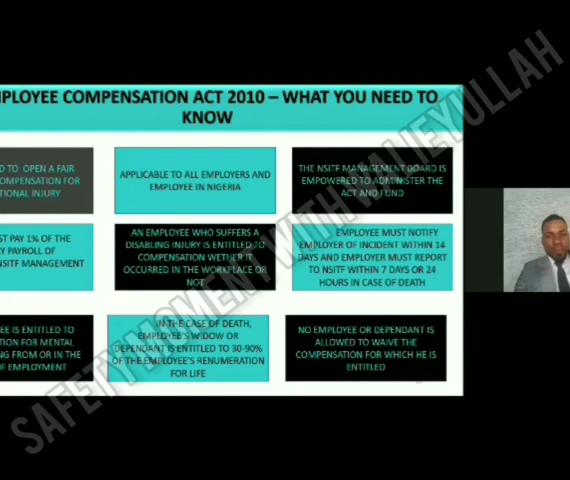 MPLOYEE COMPENSATION ACT 2010 – WHAT YOU NEED TO
KNOW
D TO OPEN A FAIR
OMPENSATION FOR
TIONAL INJURY
APPLICABLE TO ALL EMPLOYERS AND
EMPLOYEE IN NIGERIA
THE NSITF MANAGEMENT BOARD IS
EMPOWERED TO ADMINISTER THE
ACT AND FUND
ST PAY 1% OF THE
Y PAYROLL OF
NSITF MANAGEMENT
AN EMPLOYEE WHO SUFFERS A
DISABLING INJURY IS ENTITLED TO
COMPENSATION WETHER IT
OCCURRED IN THE WORKPLACE OR
NOT
EMPLOYEE MUST NOTIFY
EMPLOYER OF INCIDENT WITHIN 14
DAYS AND EMPLOYER MUST REPORT
TO NSITF WITHIN 7 DAYS OR 24
HOURS IN CASE OF DEATH
EE IS ENTITLED TO
TION FOR MENTAL
NG FROM OR IN THE
OF EMPLOYMENT
IN THE CASE OF DEATH,
EMPLOYEE'S WIDOW OR
DEPENDANT IS ENTITLED TO 30-90%
OF THE EMPLOYEE'S RENUMERATION
FOR LIFE
NO EMPLOYEE OR DEPENDANT IS
ALLOWED TO WAIVE THE
COMPENSATION FOR WHICH HE IS
ENTITLED
SAFETY MOMENT WITH WALIEYULLAH